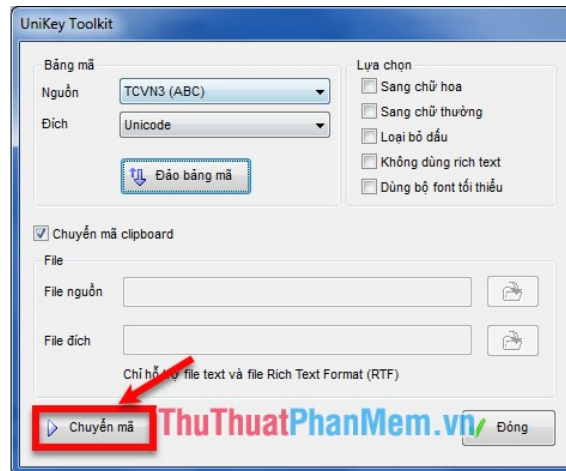 UniKey Toolkit
Bảng mã
Nguồn
TCVN3 (ABC)
Đích
Unicode
Đảo bảng mã
Lựa chọn
Sang chữ hoa
Sang chữ thường
Loại bỏ dấu
Không dùng rich text
Dùng bộ font tối thiểu
Chuyển mã clipboard
File
File nguồn
File đích
Chỉ hỗ trợ file text và file Rich Text Format (RTF)
Chuyển mã
ThuThuatPhanMem.vn
Đóng